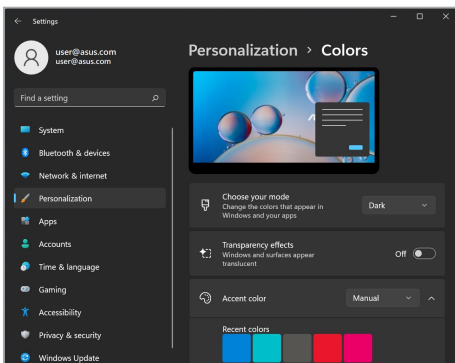 Settings
user@asus.com
user@asus.com
Find a setting
System
Bluetooth & devices
Network & internet
Personalization
Apps
Accounts
Time & language
Gaming
Accessibility
Privacy & security
Windows Update
Personalization > Colors
Choose your mode
Change the colors that appear in
Windows and your apps
Dark
Transparency effects
Windows and surfaces appear
translucent
Off
Accent color
Manual
Recent colors